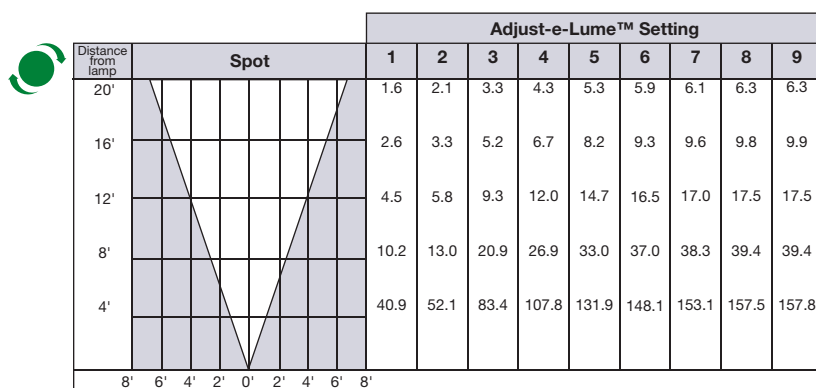 Adjust-e-Lume™ Setting
Distance from lamp Spot 1 2 3 4 5 6 7 8 9
20' 1.6 2.1 3.3 4.3 5.3 5.9 6.1 6.3 6.3
16' 2.6 3.3 5.2 6.7 8.2 9.3 9.6 9.8 9.9
12' 4.5 5.8 9.3 12.0 14.7 16.5 17.0 17.5 17.5
8' 10.2 13.0 20.9 26.9 33.0 37.0 38.3 39.4 39.4
4' 40.9 52.1 83.4 107.8 131.9 148.1 153.1 157.5 157.8
8' 6' 4' 2' 0' 2' 4' 6' 8'